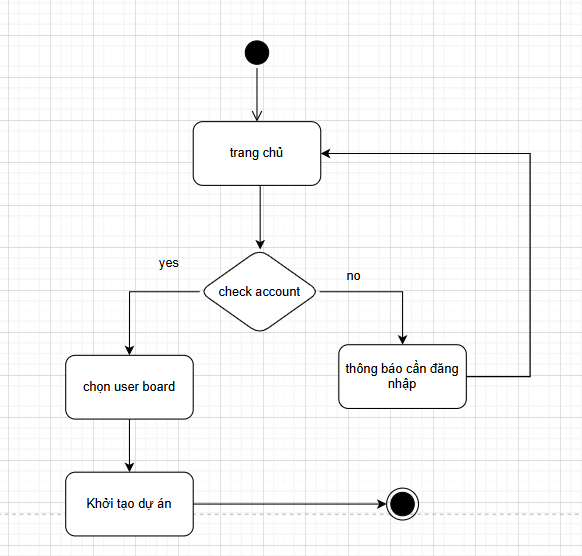 trang chủ
yes
check account
no
thông báo cần đăng
nhập
chọn user board
Khởi tạo dự án